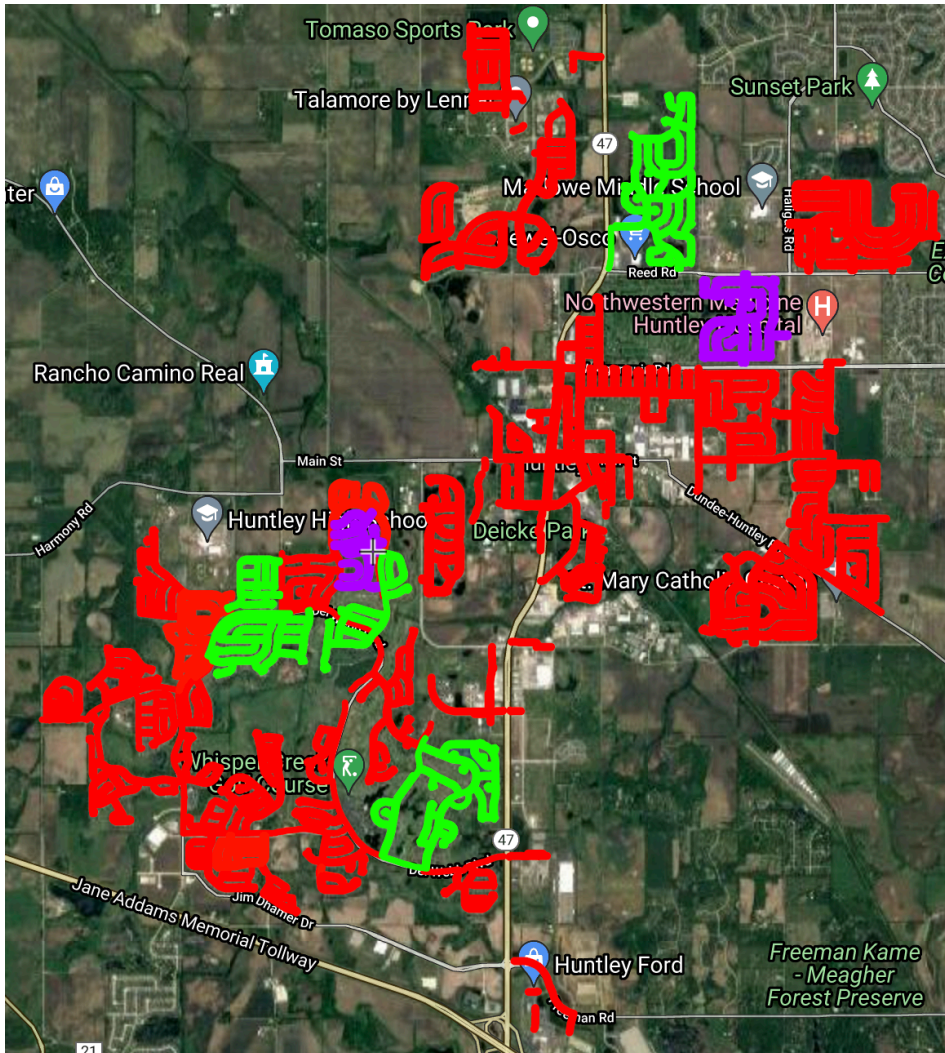 Tomaso Sports Park
Sunset Park
Talamore by Lennar
47
Marlowe Middle School
Haligus Rd
Jewel-Osco
Reed Rd
Northwestern Medicine
Huntley Hospital
H
Rancho Camino Real
Main St
Harmony Rd
Huntley High School
Deicke Park
Dundee-Huntley
St. Mary Catholic
Whisper Creek
Golf Course
47
Jim Dhamer Dr
Jane Addams Memorial Tollway
Huntley Ford
Freeman Rd
Freeman Kame
- Meagher
Forest Preserve
21